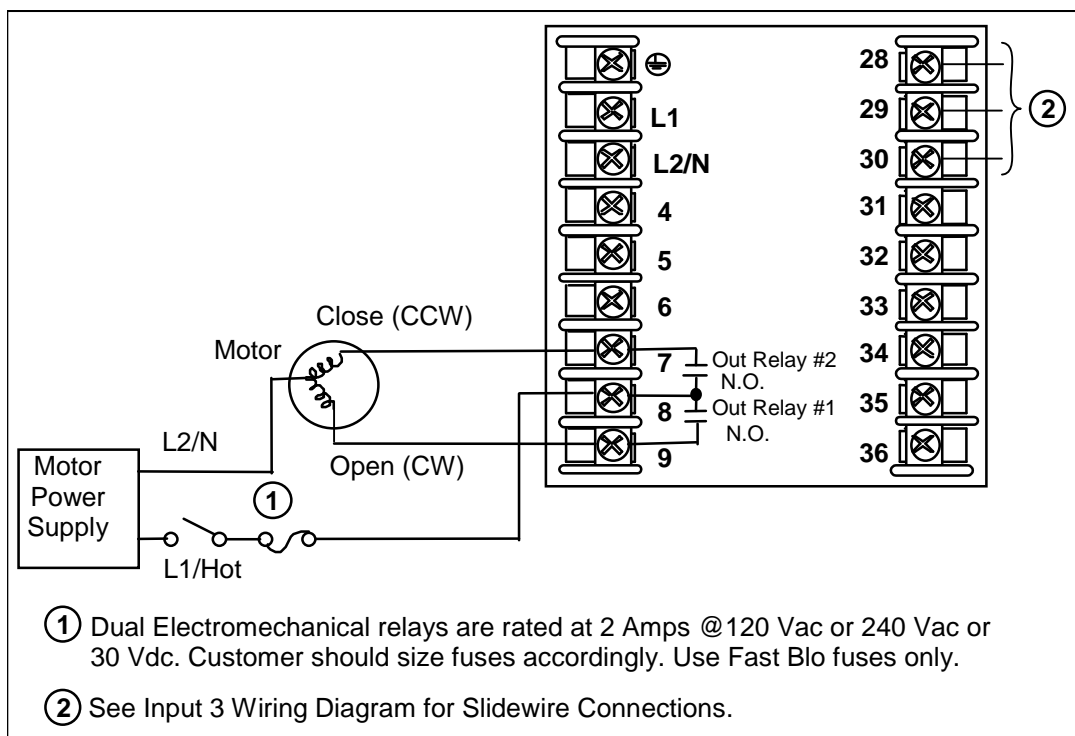 28
L1
29
2
L2/N
30
4
31
5
32
6
33
Close (CCW)
Motor
7
Out Relay #2
N.O.
34
8
Out Relay #1
N.O.
35
L2/N
Open (CW)
9
36
Motor
Power
Supply
1
L1/Hot
1 Dual Electromechanical relays are rated at 2 Amps @120 Vac or 240 Vac or
30 Vdc. Customer should size fuses accordingly. Use Fast Blo fuses only.
2 See Input 3 Wiring Diagram for Slidewire Connections.